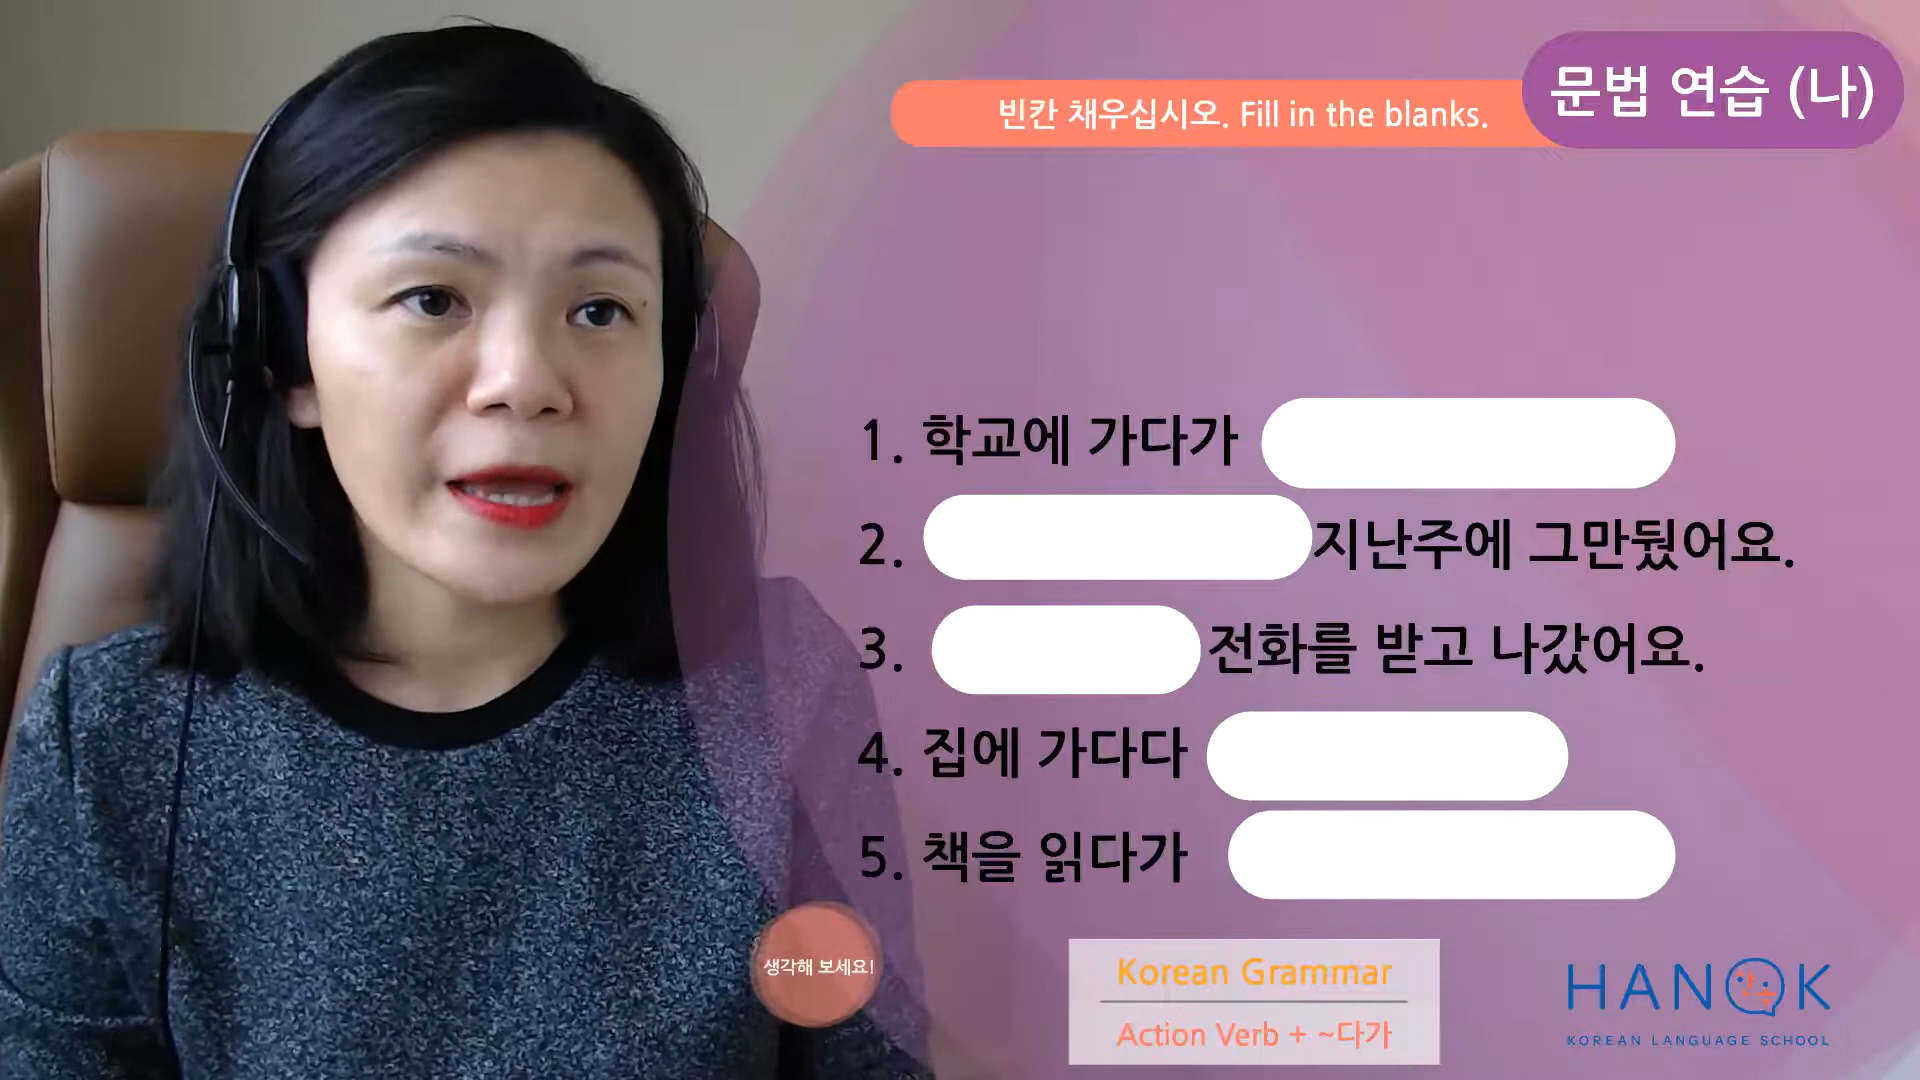 문법 연습 (나)
빈칸 채우십시오. Fill in the blanks.
1. 학교에 가다가
2. 지난주에 그만뒀어요.
3. 전화를 받고 나갔어요.
4. 집에 가다다
5. 책을 읽다가
생각해 보세요!
Korean Grammar
Action Verb + ~다가
HANOK
KOREAN LANGUAGE SCHOOL